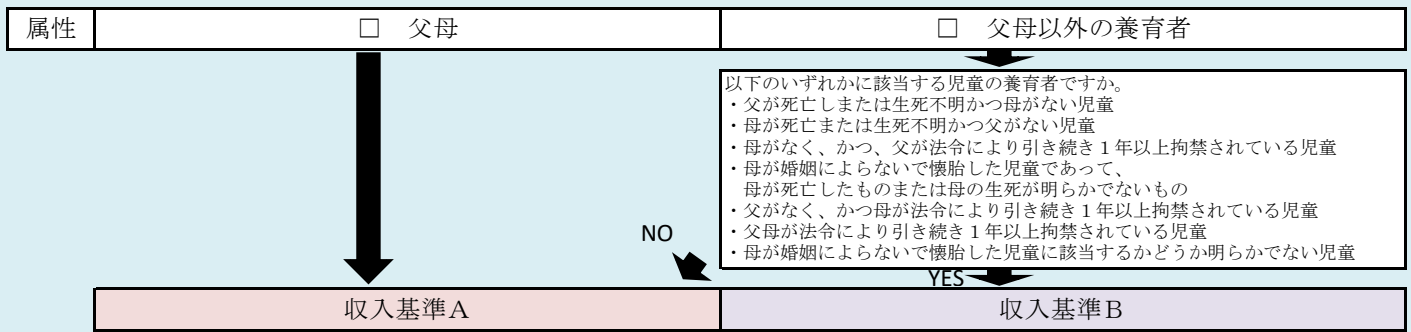 属性
□ 父母
□ 父母以外の養育者
以下のいずれかに該当する児童の養育者ですか。
・父が死亡しまたは生死不明かつ母がない児童
・母が死亡または生死不明かつ父がない児童
・母がなく、かつ、父が法令により引き続き１年以上拘禁されている児童
・母が婚姻によらないで懐胎した児童であって、
母が死亡したものまたは母の生死が明らかでないもの
・父がなく、かつ母が法令により引き続き１年以上拘禁されている児童
・父母が法令により引き続き１年以上拘禁されている児童
・母が婚姻によらないで懐胎した児童に該当するかどうか明らかでない児童
NO
YES
収入基準Ａ
収入基準Ｂ